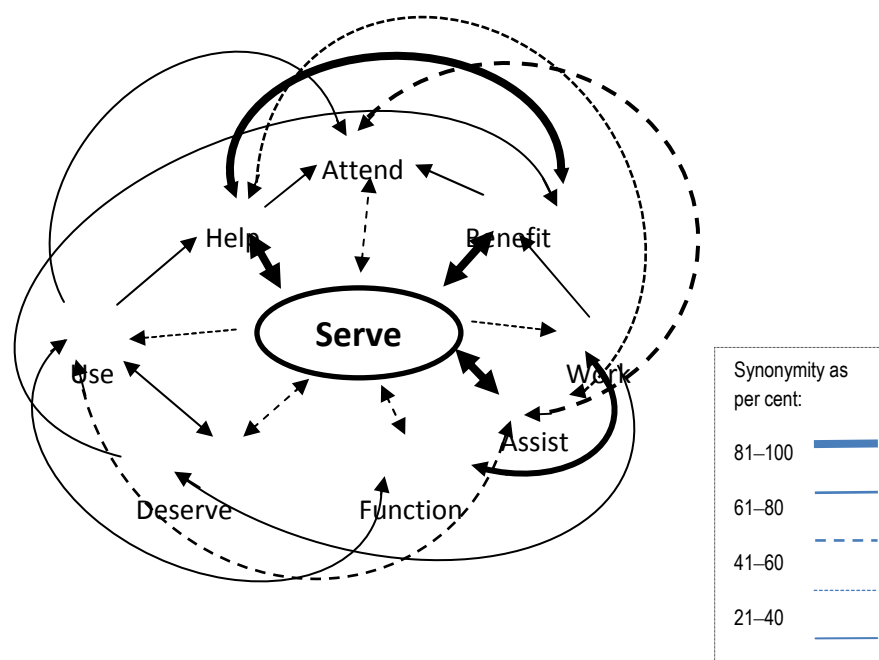 Attend
Help
Benefit
Serve
Use
Work
Assist
Deserve
Function
Synonymity as
per cent:
81–100
61–80
41–60
21–40